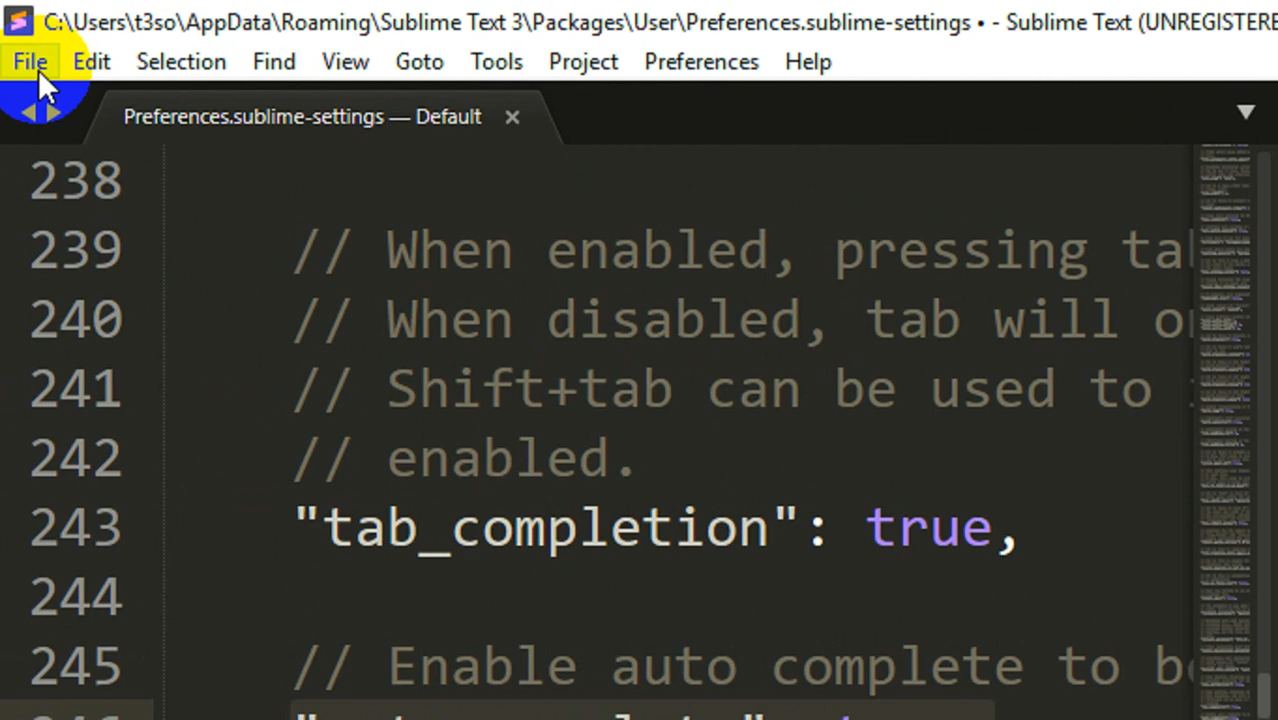 C:\Users\t3so\AppData\Roaming\Sublime Text 3\Packages\User\Preferences.sublime-settings • - Sublime Text (UNREGISTERE
File Edit Selection Find View Goto Tools Project Preferences Help
Preferences.sublime-settings — Default
238
239 // When enabled, pressing
240 // When disabled, tab will
241 // Shift+tab can be used to
242 // enabled.
243 "tab_completion": true,
244
245 // Enable auto complete to